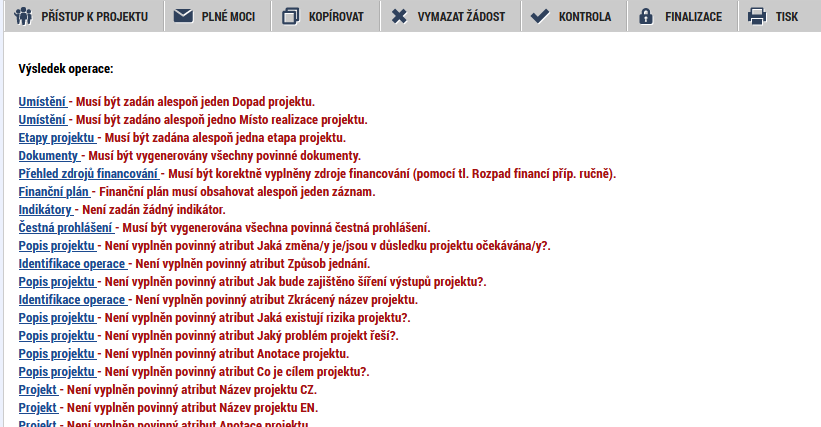 PŘÍSTUP K PROJEKTU PLNÉ MOCI KOPÍROVAT VYMAZAT ŽÁDOST KONTROLA FINALIZACE TISK
Výsledek operace:
Umístění - Musí být zadán alespoň jeden Dopad projektu.
Umístění - Musí být zadáno alespoň jedno Místo realizace projektu.
Etapy projektu - Musí být zadána alespoň jedna etapa projektu.
Dokumenty - Musí být vygenerovány všechny povinné dokumenty.
Přehled zdrojů financování - Musí být korektně vyplněny zdroje financování (pomocí tl. Rozpad financí příp. ručně).
Finanční plán - Finanční plán musí obsahovat alespoň jeden záznam.
Indikátory - Není zadán žádný indikátor.
Čestná prohlášení - Musí být vygenerována všechna povinná čestná prohlášení.
Popis projektu - Není vyplněn povinný atribut Jaká změna/y je/jsou v důsledku projektu očekávána/y?.
Identifikace operace - Není vyplněn povinný atribut Způsob jednání.
Popis projektu - Není vyplněn povinný atribut Jak bude zajištěno šíření výstupů projektu?.
Identifikace operace - Není vyplněn povinný atribut Zkrácený název projektu.
Popis projektu - Není vyplněn povinný atribut Jaká existují rizika projektu?.
Popis projektu - Není vyplněn povinný atribut Jaký problém projekt řeší?.
Popis projektu - Není vyplněn povinný atribut Anotace projektu.
Popis projektu - Není vyplněn povinný atribut Co je cílem projektu?.
Projekt - Není vyplněn povinný atribut Název projektu CZ.
Projekt - Není vyplněn povinný atribut Název projektu EN.
Projekt - Není vyplněn povinný atribut Anotace projektu.